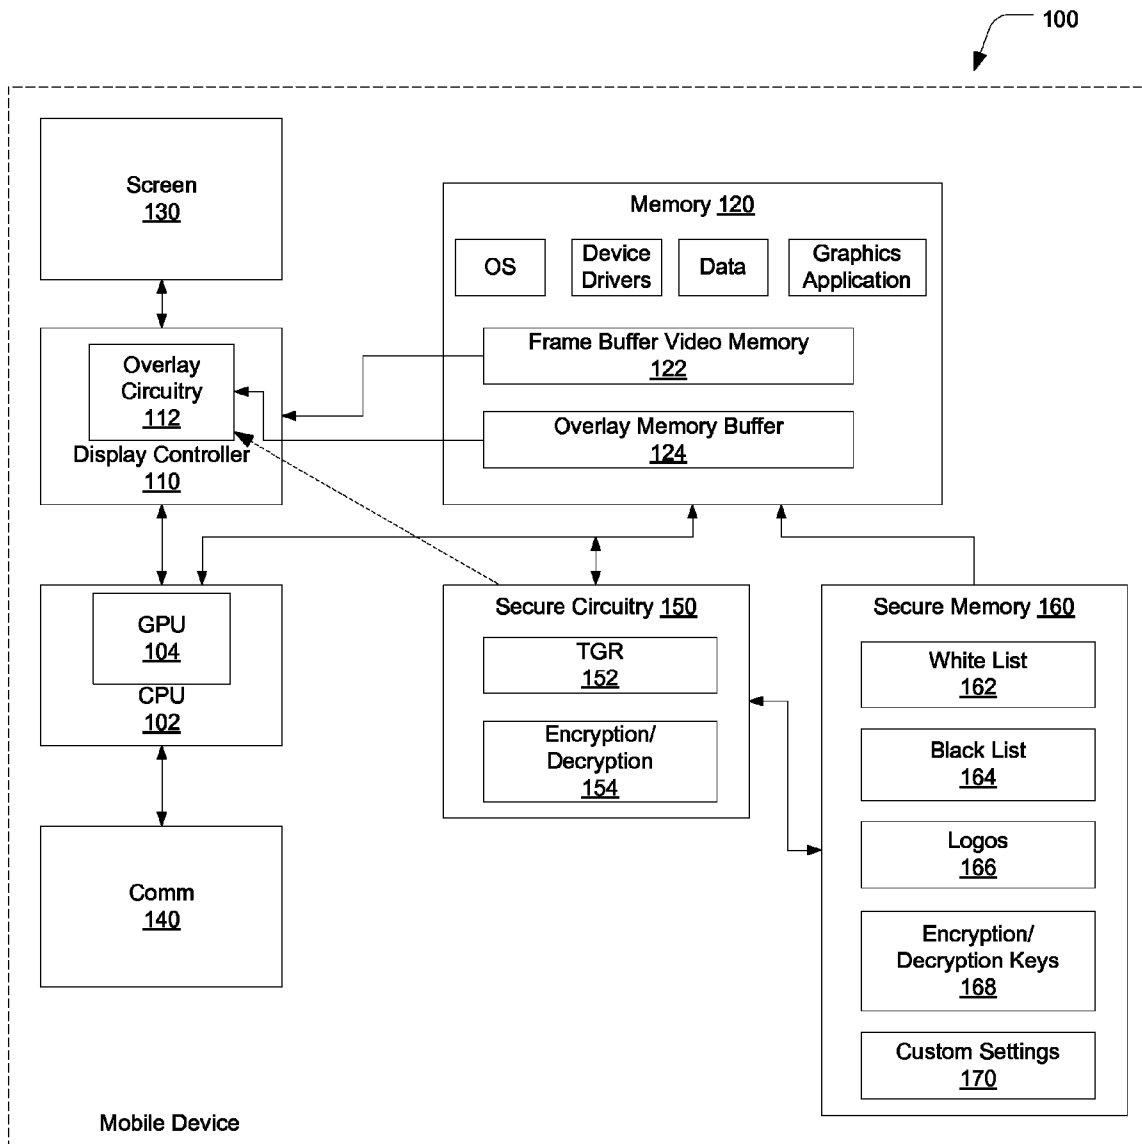 100
Screen
130
Memory 120
OS
Device
Drivers
Data
Graphics
Application
Frame Buffer Video Memory
122
Overlay Memory Buffer
124
Overlay
Circuitry
112
Display Controller
110
GPU
104
CPU
102
Comm
140
Secure Circuitry 150
TGR
152
Encryption/
Decryption
154
Secure Memory 160
White List
162
Black List
164
Logos
166
Encryption/
Decryption Keys
168
Custom Settings
170
Mobile Device